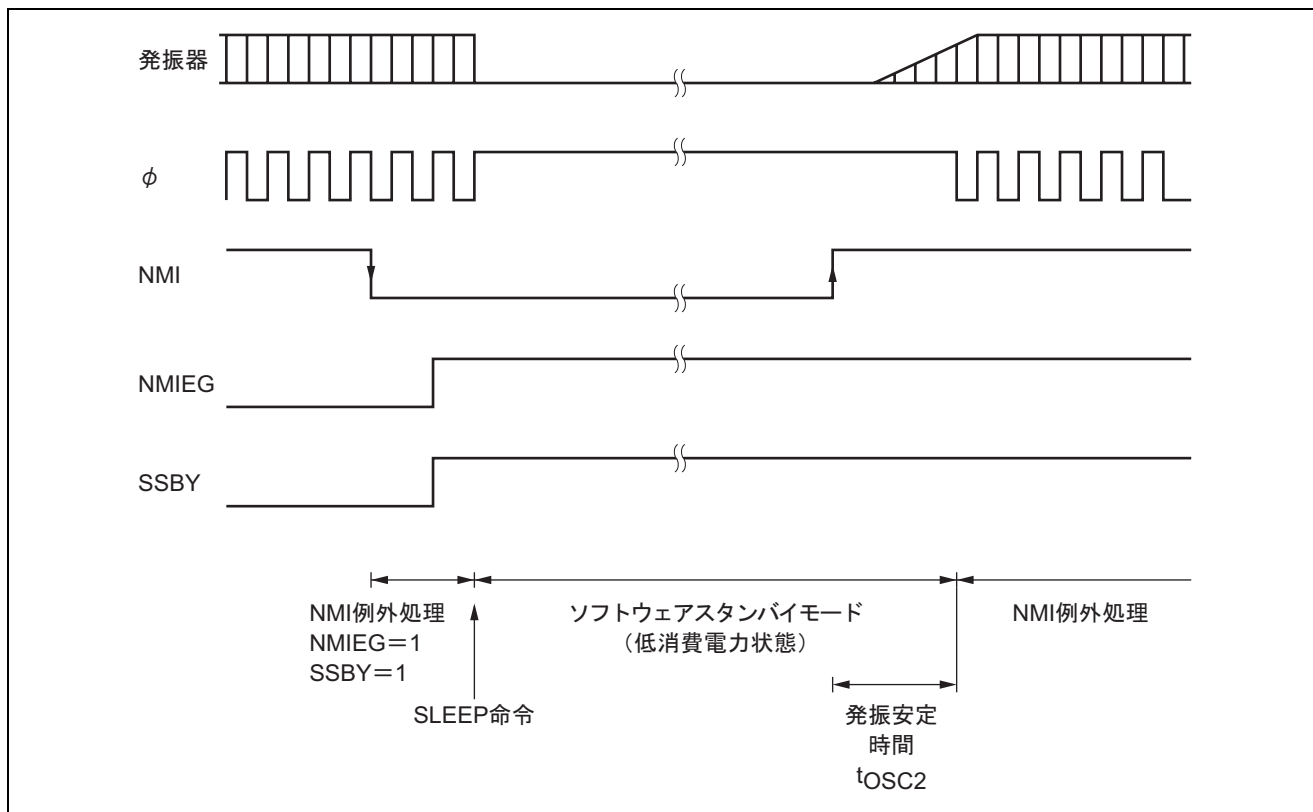 発振器
φ
NMI
NMIEG
SSBY
NMI例外処理
NMIEG＝1
SSBY＝1
SLEEP命令
ソフトウェアスタンバイモード
（低消費電力状態）
発振安定
時間
tOSC2
NMI例外処理